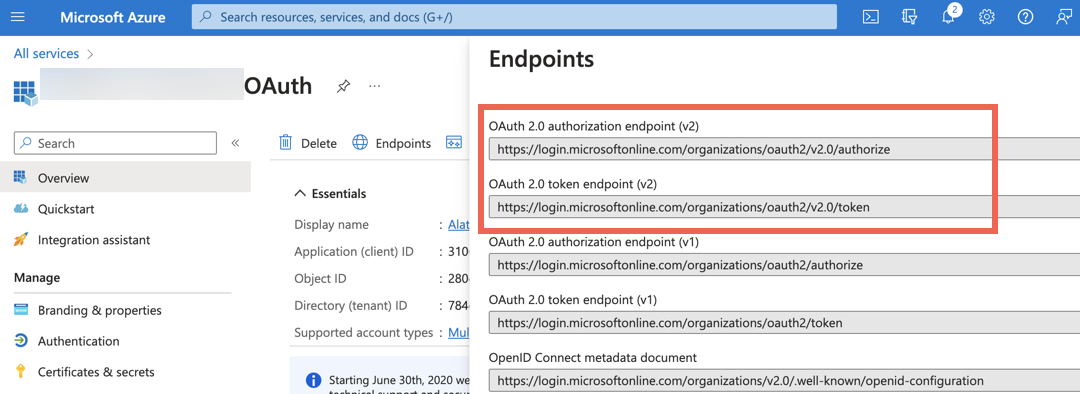 Microsoft Azure
Search resources, services, and docs (G+/)
2
All services
OAuth
Search
Overview
Quickstart
Integration assistant
Manage
Branding & properties
Authentication
Certificates & secrets
Delete
Endpoints
Essentials
Display name : Alat
Application (client) ID : 310
Object ID : 280
Directory (tenant) ID : 784
Supported account types : Mul
Starting June 30th, 2020 we
technical support and secu
Endpoints
OAuth 2.0 authorization endpoint (v2)
https://login.microsoftonline.com/organizations/oauth2/v2.0/authorize
OAuth 2.0 token endpoint (v2)
https://login.microsoftonline.com/organizations/oauth2/v2.0/token
OAuth 2.0 authorization endpoint (v1)
https://login.microsoftonline.com/organizations/oauth2/authorize
OAuth 2.0 token endpoint (v1)
https://login.microsoftonline.com/organizations/oauth2/token
OpenID Connect metadata document
https://login.microsoftonline.com/organizations/v2.0/.well-known/openid-configuration